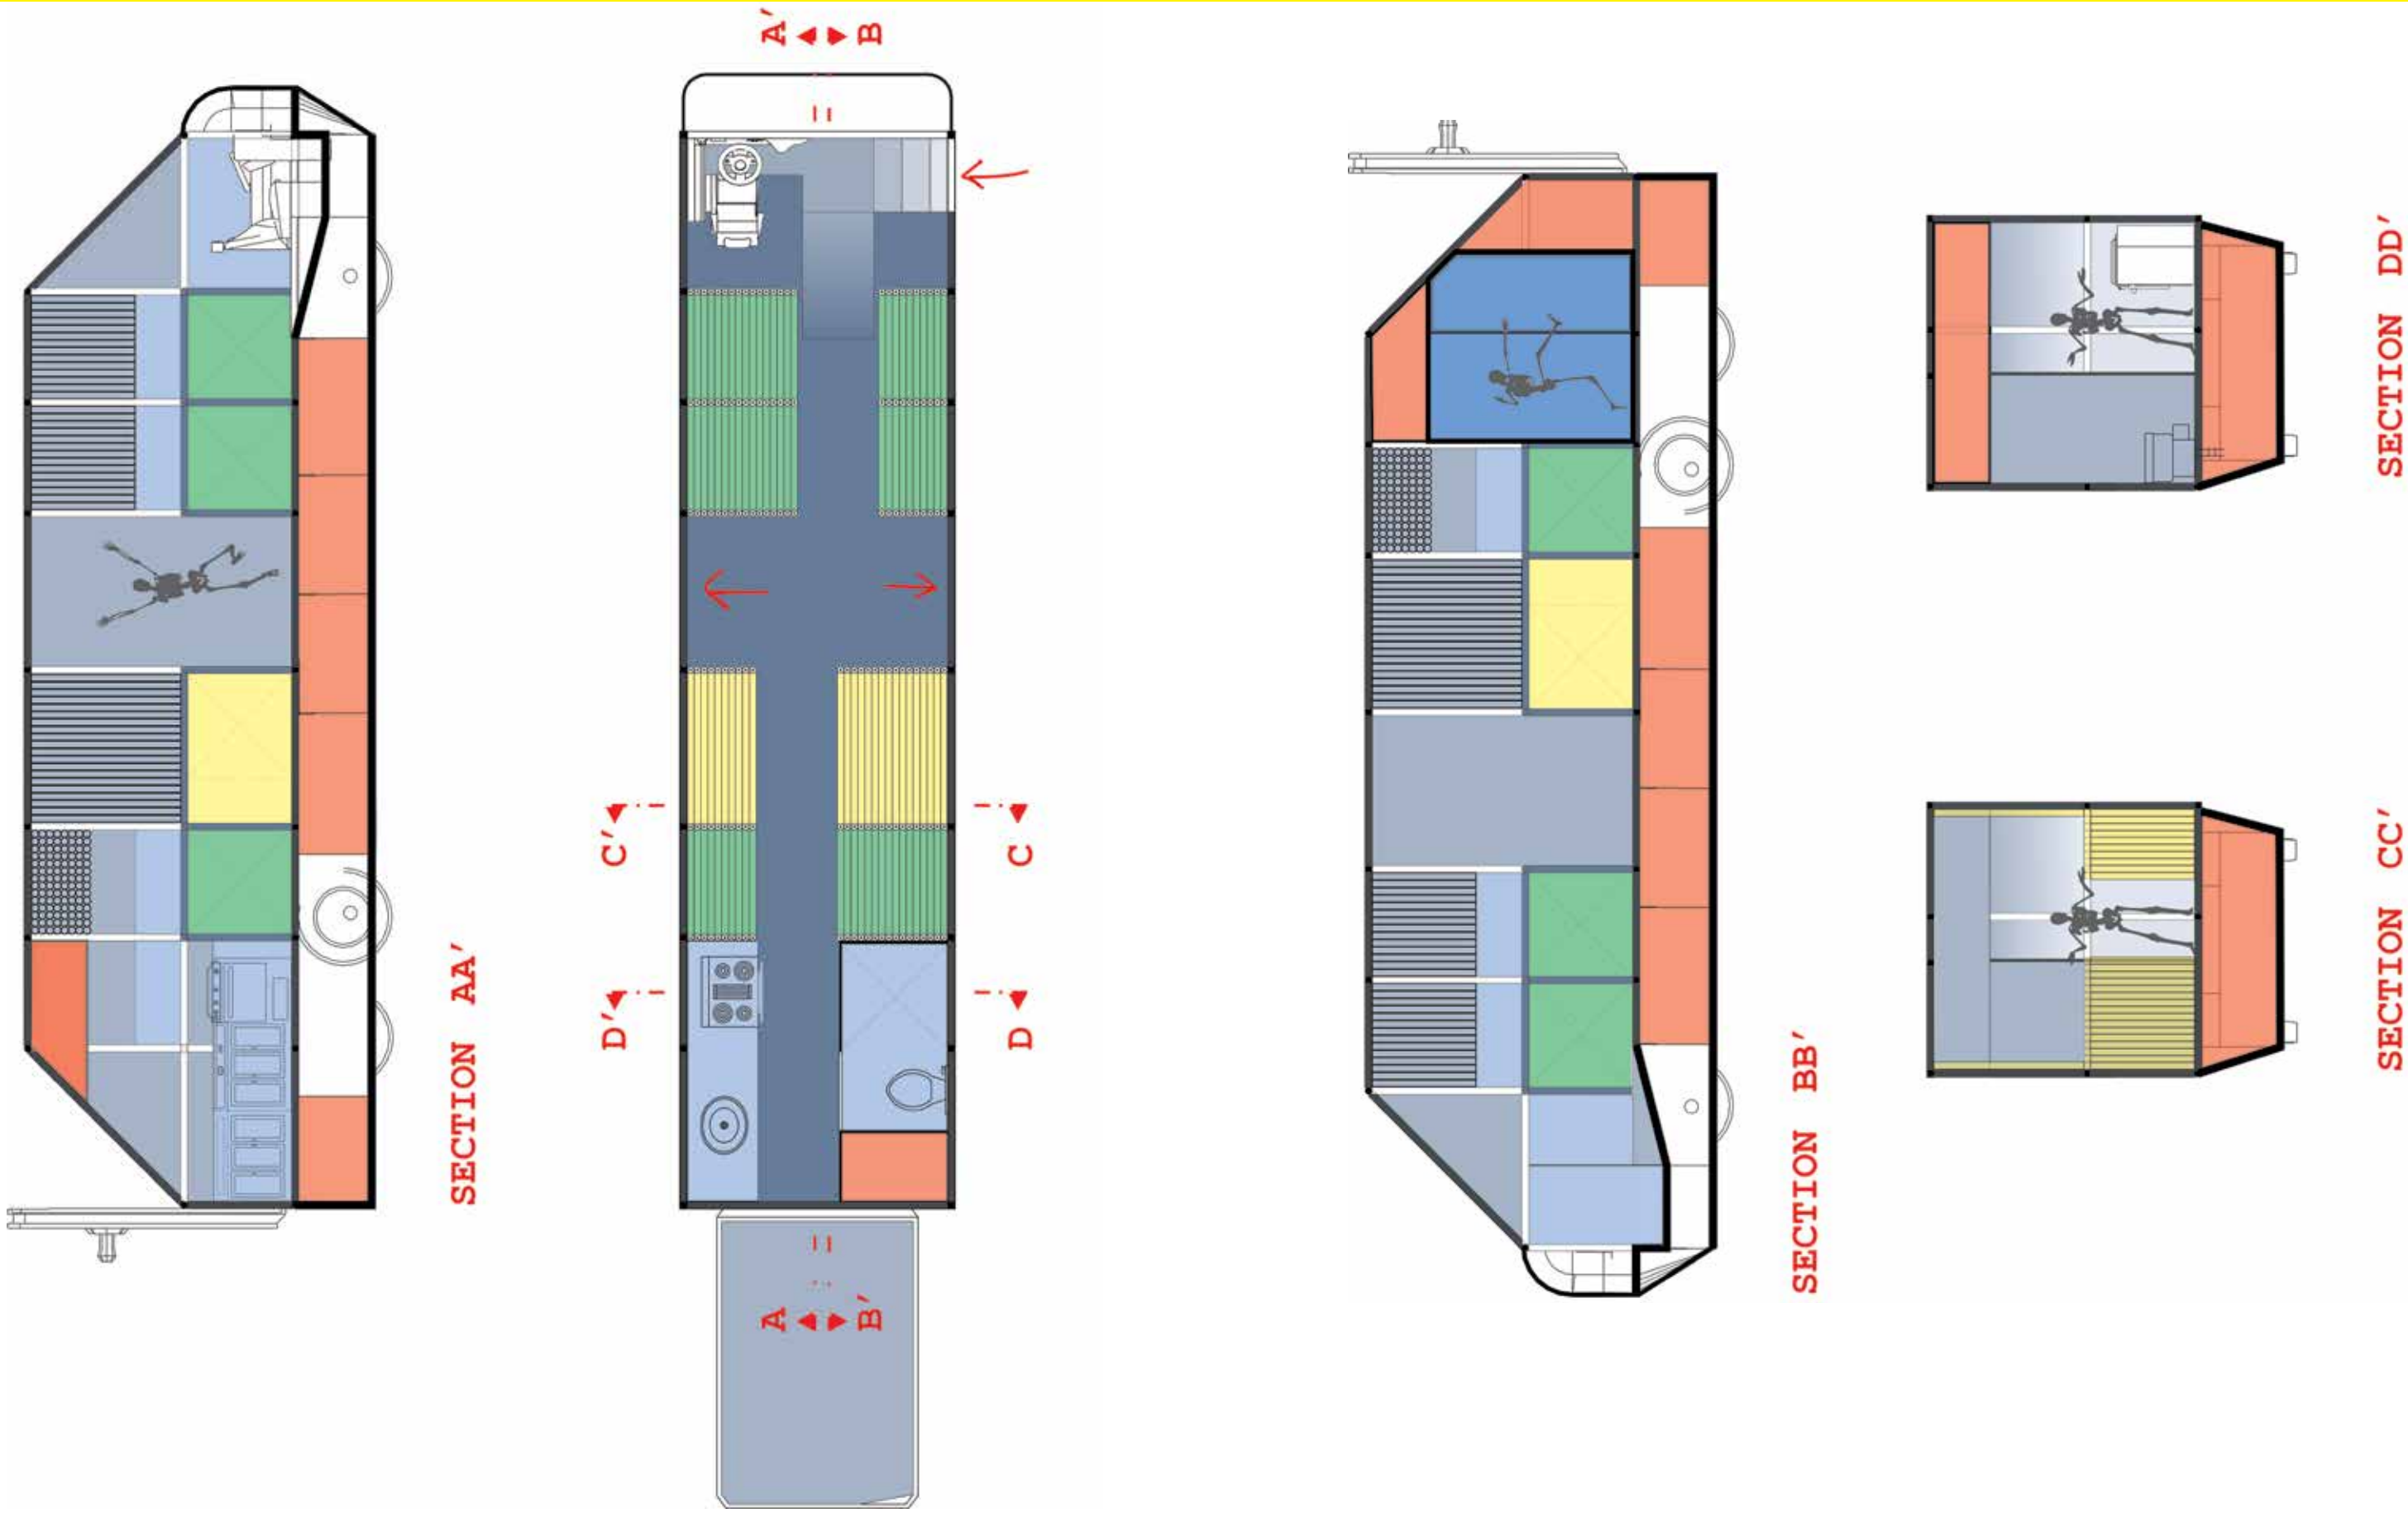 A' B
C' C
D' D
A B'
SECTION AA'
SECTION BB'
SECTION DD'
SECTION CC'